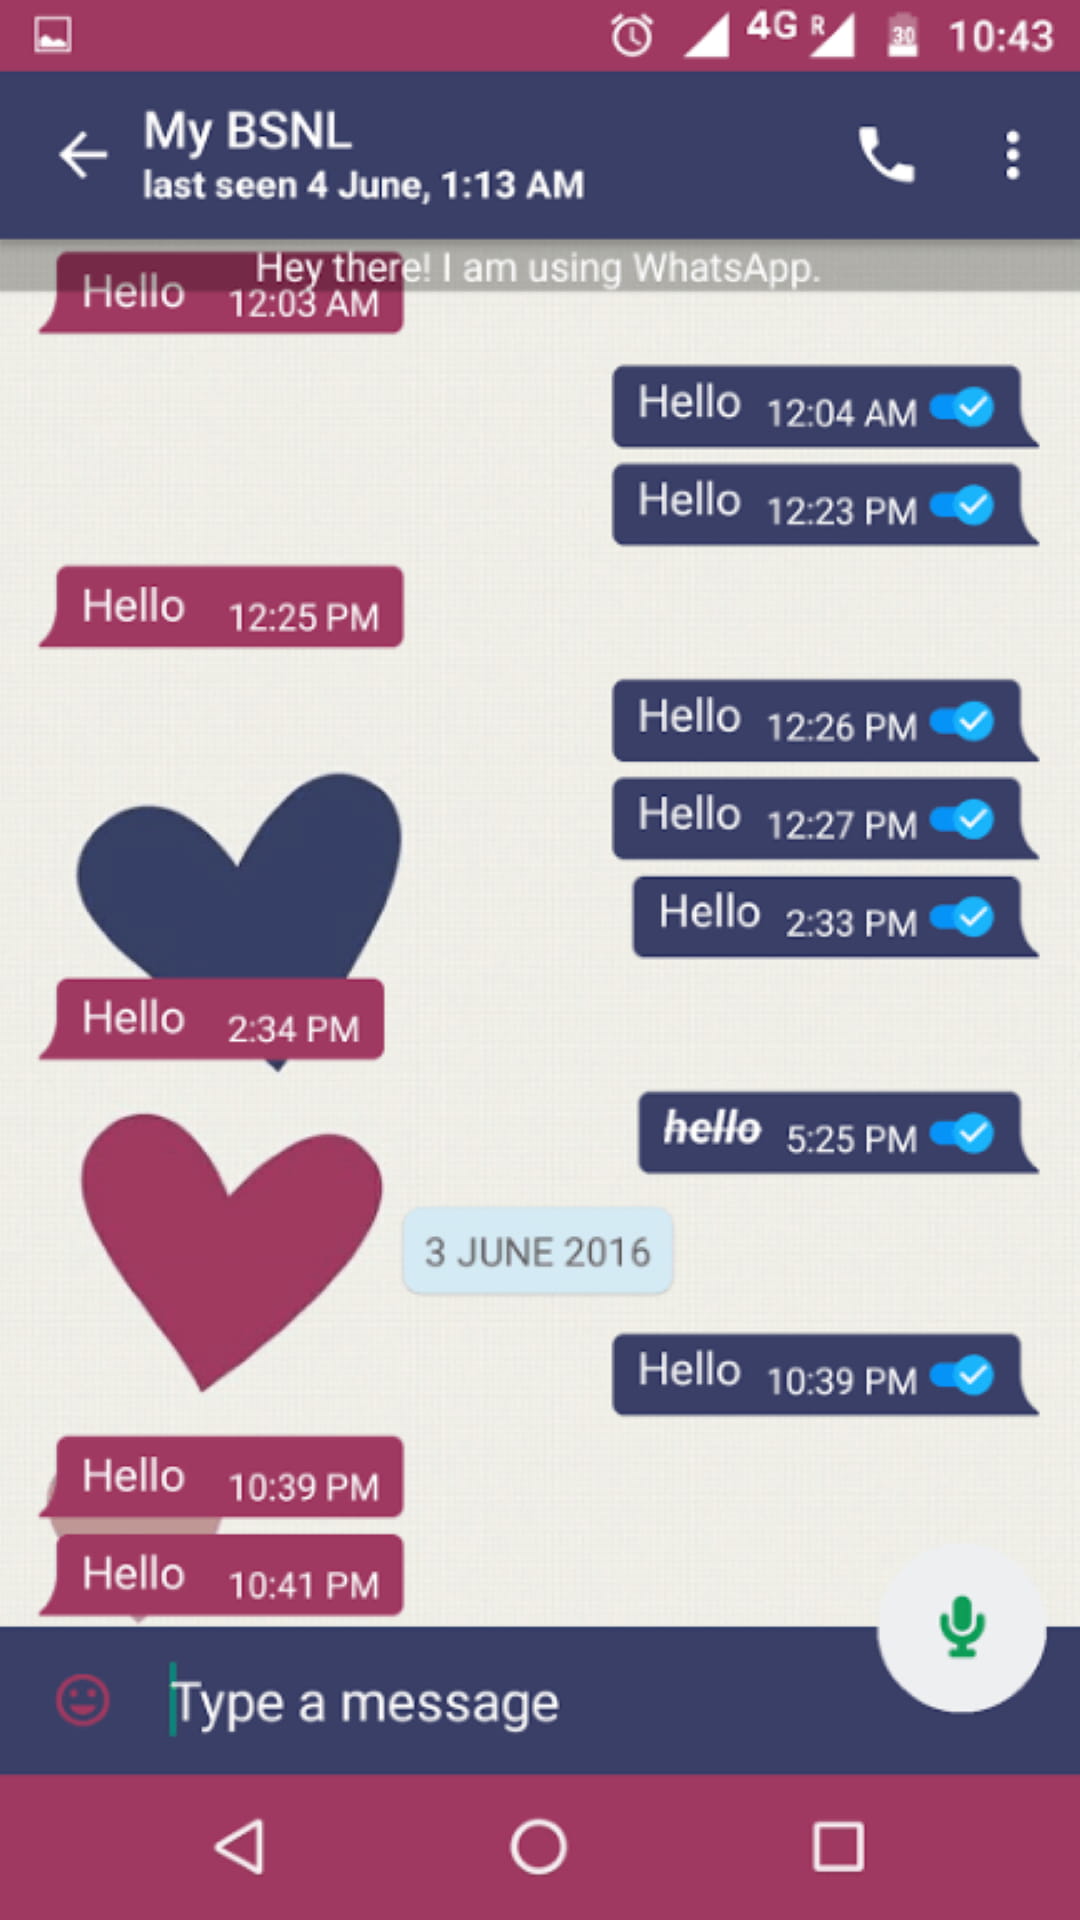 4G R 30 10:43
My BSNL
last seen 4 June, 1:13 AM
Hey there! I am using WhatsApp.
Hello 12:03 AM
Hello 12:04 AM
Hello 12:23 PM
Hello 12:25 PM
Hello 12:26 PM
Hello 12:27 PM
Hello 2:33 PM
Hello 2:34 PM
hello 5:25 PM
3 JUNE 2016
Hello 10:39 PM
Hello 10:39 PM
Hello 10:41 PM
Type a message